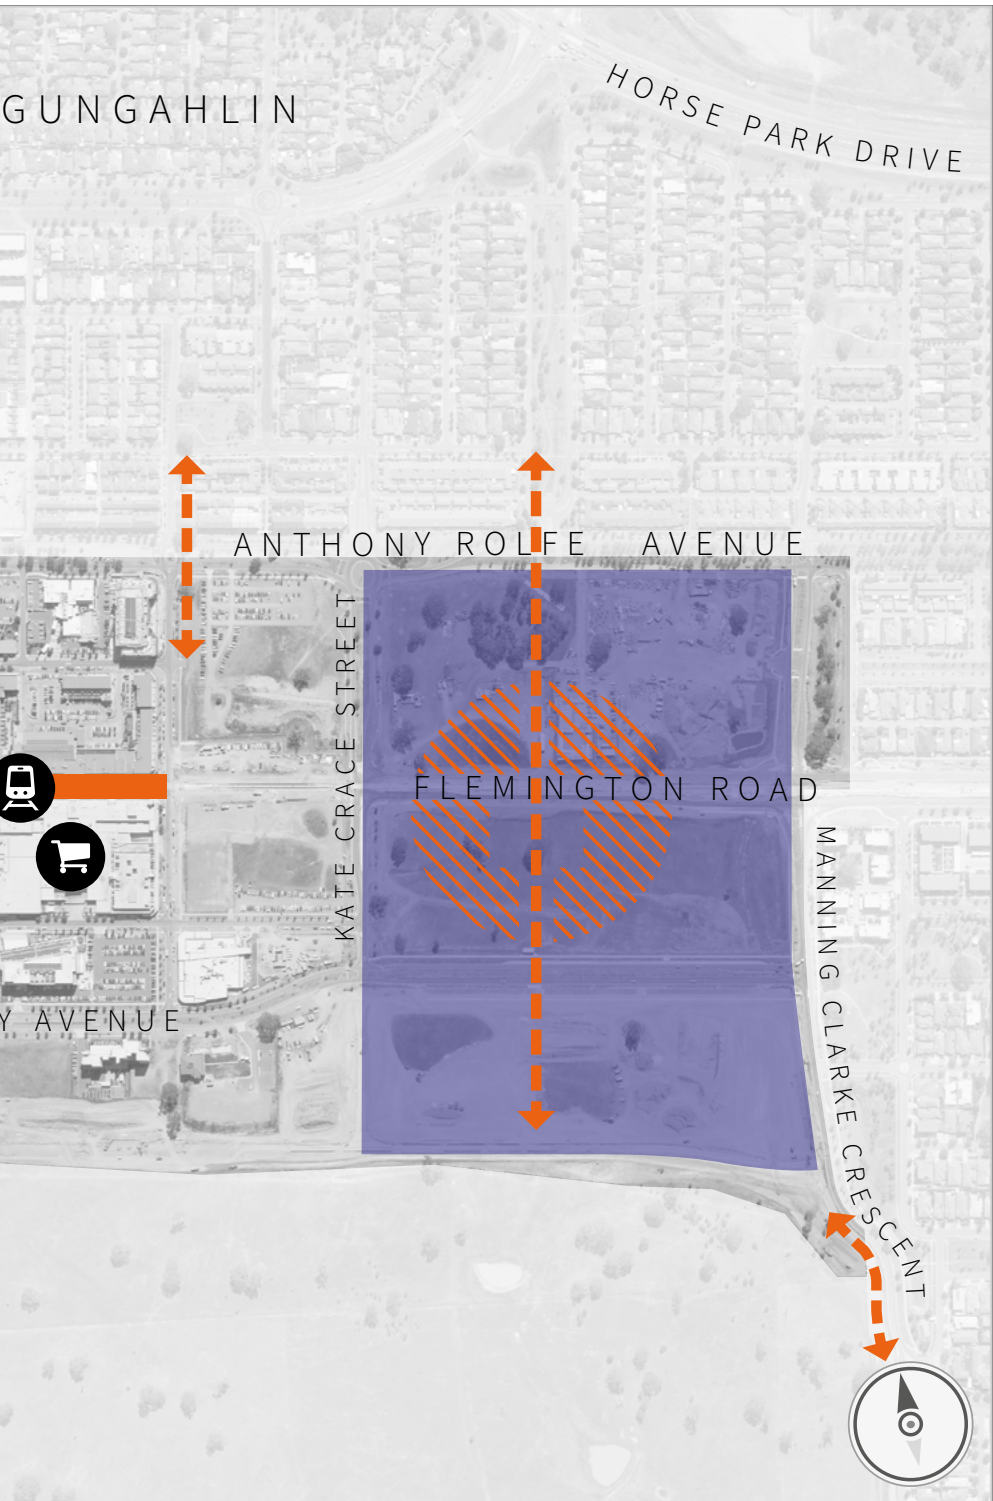 GUNGAHLIN
HORSE PARK DRIVE
ANTHONY ROLFE AVENUE
KATE CRACE STREET
FLEMINGTON ROAD
MANNING CLARKE CRESCENT
Y AVENUE